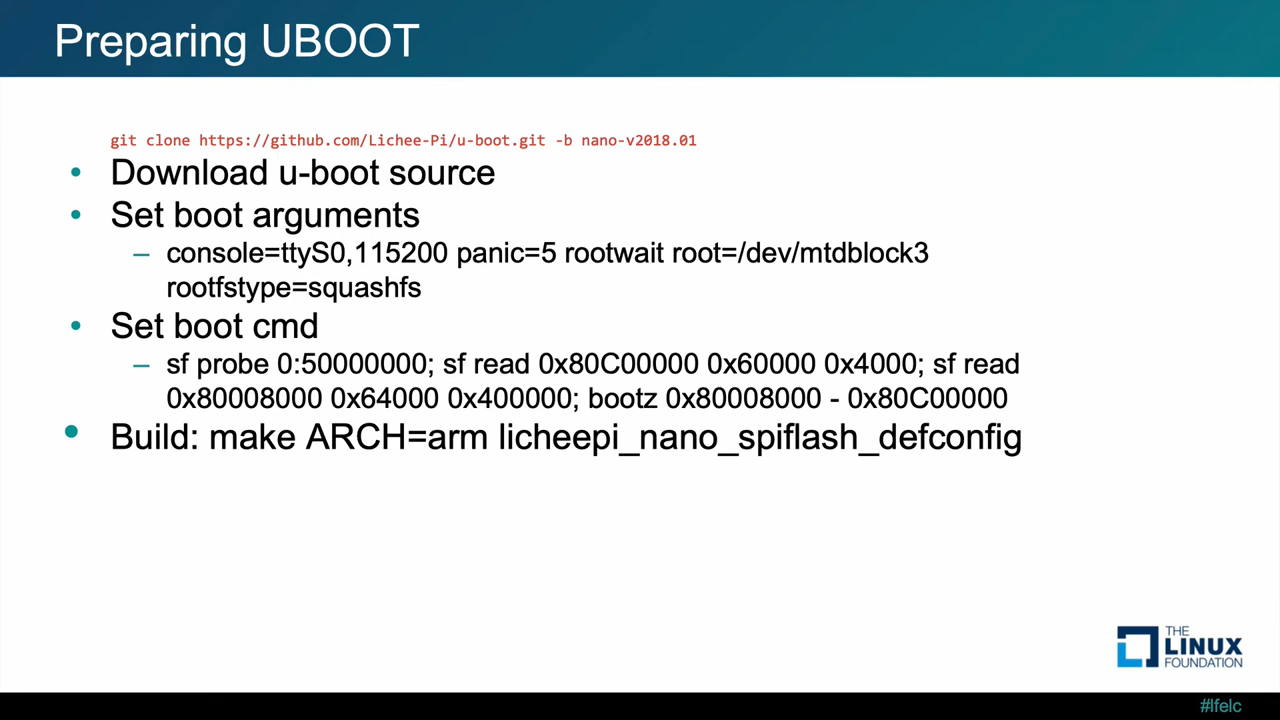 Preparing UBOOT
git clone https://github.com/Lichee-Pi/u-boot.git -b nano-v2018.01
• Download u-boot source
• Set boot arguments
– console=ttyS0,115200 panic=5 rootwait root=/dev/mtdblock3
rootfstype=squashfs
• Set boot cmd
– sf probe 0:50000000; sf read 0x80C00000 0x60000 0x4000; sf read
0x80008000 0x64000 0x400000; bootz 0x80008000 - 0x80C00000
• Build: make ARCH=arm licheepi_nano_spiflash_defconfig
THE
LINUX
FOUNDATION
#lfelc